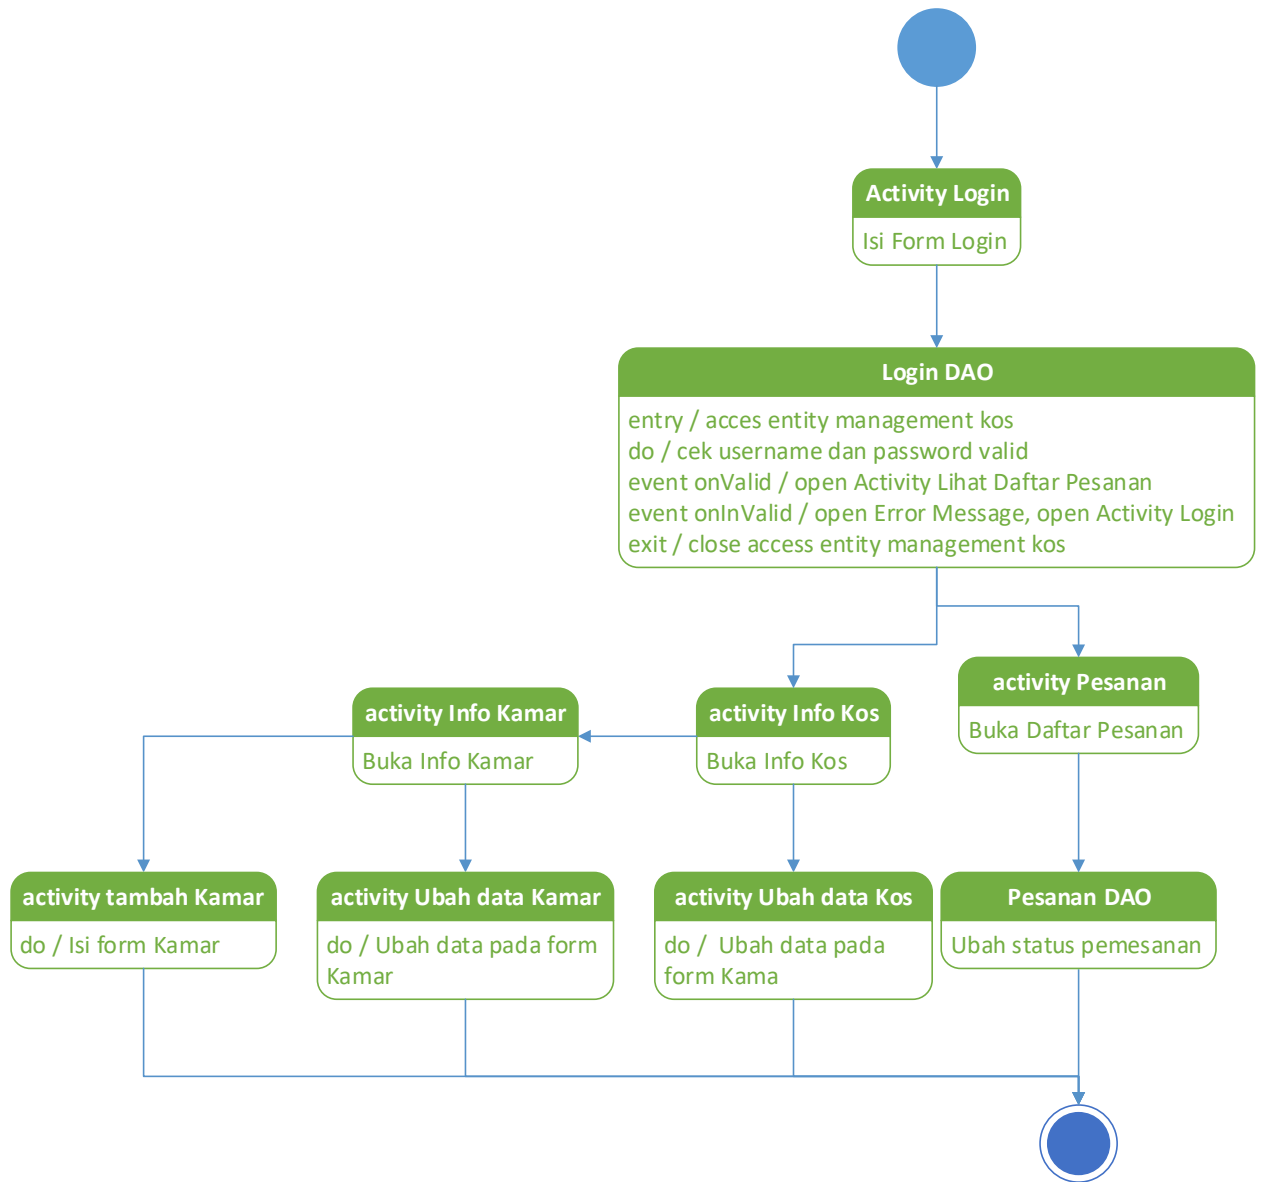 Activity Login
Isi Form Login
Login DAO
entry / acces entity management kos
do / cek username dan password valid
event onValid / open Activity Lihat Daftar Pesanan
event onInValid / open Error Message, open Activity Login
exit / close access entity management kos
activity Pesanan
Buka Daftar Pesanan
activity Info Kamar
Buka Info Kamar
activity Info Kos
Buka Info Kos
activity tambah Kamar
do / Isi form Kamar
activity Ubah data Kamar
do / Ubah data pada form
Kamar
activity Ubah data Kos
do /  Ubah data pada
form Kama
Pesanan DAO
Ubah status pemesanan